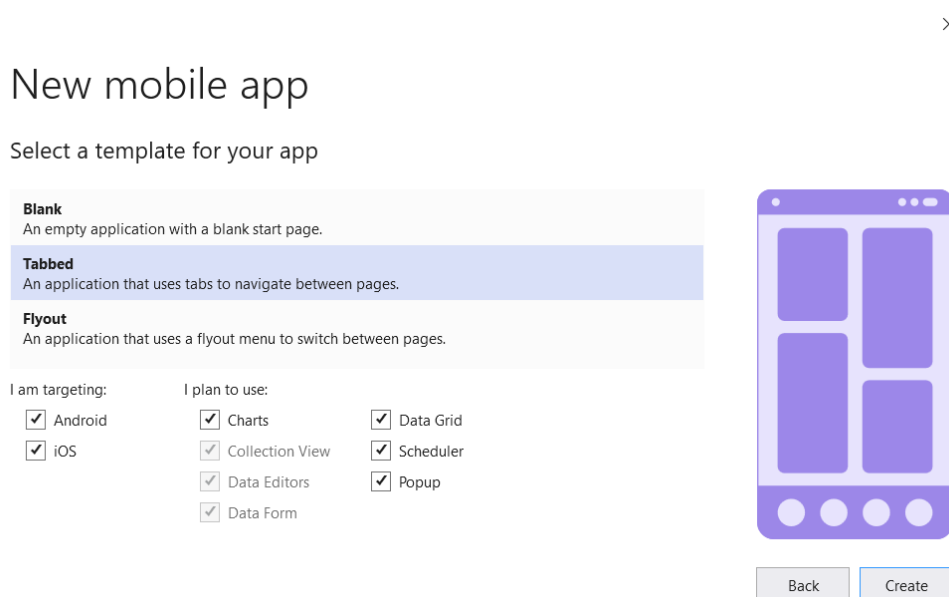 New mobile app
Select a template for your app
Blank
An empty application with a blank start page.
Tabbed
An application that uses tabs to navigate between pages.
Flyout
An application that uses a flyout menu to switch between pages.
I am targeting: I plan to use:
Android Charts Data Grid
iOS Collection View Scheduler
Data Editors Popup
Data Form
Back Create